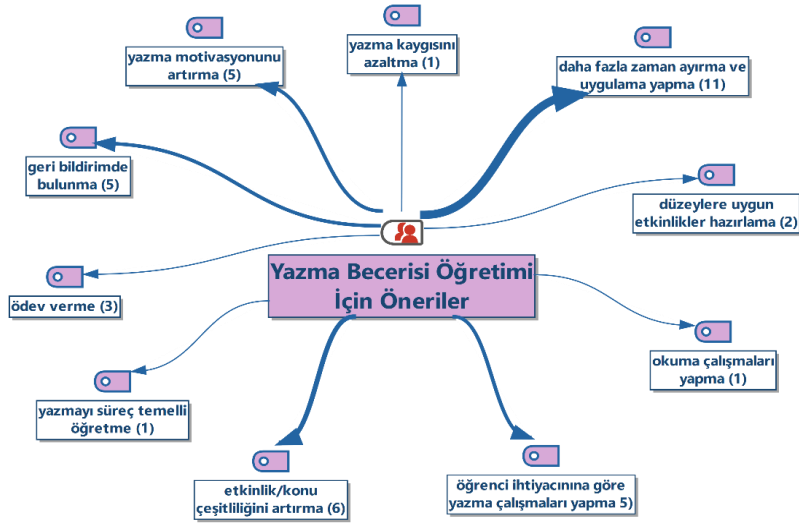 yazma motivasyonunu
artırma (5)
yazma kaygısını
azaltma (1)
daha fazla zaman ayırma ve
uygulama yapma (11)
geri bildirimde
bulunma (5)
düzeylere uygun
etkinlikler hazırlama (2)
Yazma Becerisi Öğretimi
İçin Öneriler
ödev verme (3)
okuma çalışmaları
yapma (1)
yazmayı süreç temelli
öğretme (1)
etkinlik/konu
çeşitliliğini artırma (6)
öğrenci ihtiyacınına göre
yazma çalışmaları yapma 5)